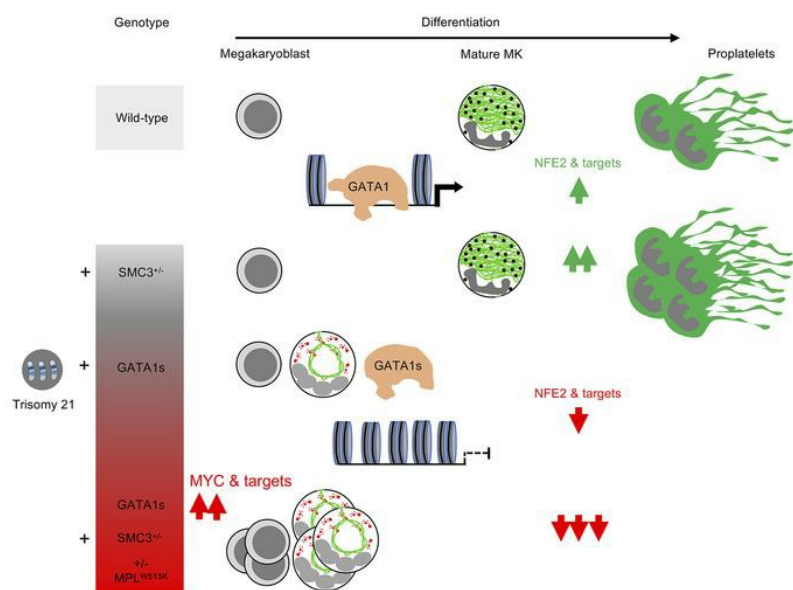 Genotype
Differentiation
Megakaryoblast
Mature MK
Proplatelets
Wild-type
GATA1
NFE2 & targets
+ SMC3+/-
Trisomy 21
+ GATA1s
GATA1s
NFE2 & targets
MYC & targets
GATA1s
+ SMC3+/-
+/-
MPLW515K